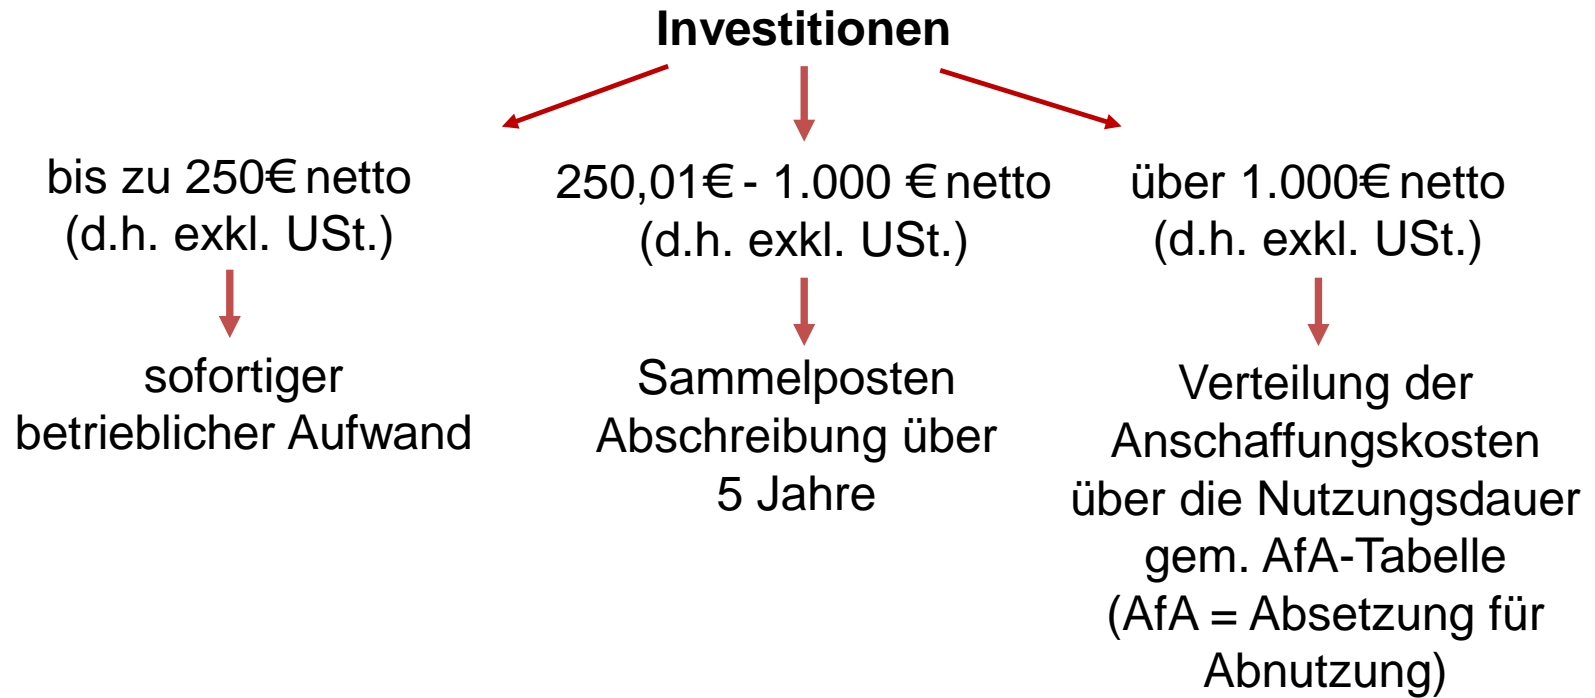 Investitionen
bis zu 250€ netto
(d.h. exkl. USt.)
sofortiger
betrieblicher Aufwand
250,01€ - 1.000 € netto
(d.h. exkl. USt.)
Sammelposten
Abschreibung über
5 Jahre
über 1.000€ netto
(d.h. exkl. USt.)
Verteilung der
Anschaffungskosten
über die Nutzungsdauer
gem. AfA-Tabelle
(AfA = Absetzung für
Abnutzung)